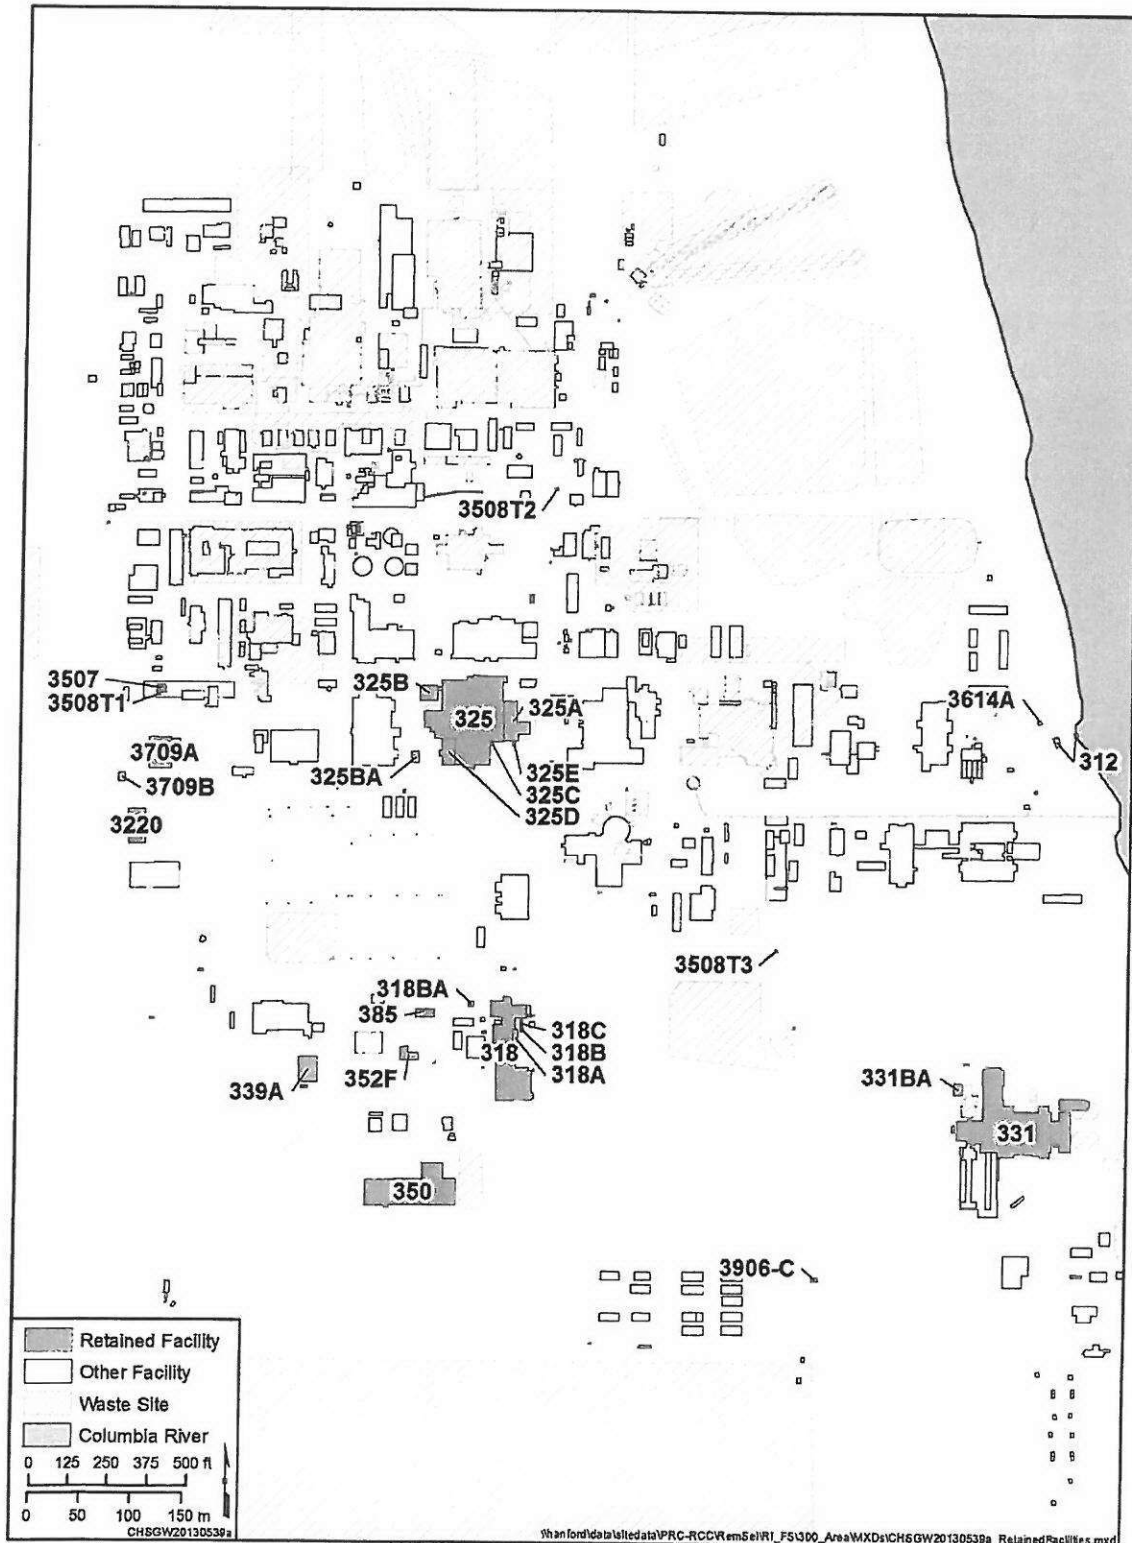 3508T2
3507
3508T1
325B
325
325A
3614A
3709A
3709B
325BA
325E
325C
325D
312
3220
3508T3
318BA
385
318C
318
318B
318A
352F
339A
331BA
331
350
3906-C
Retained Facility
Other Facility
Waste Site
Columbia River
0 125 250 375 500 ft
0 50 100 150 m
CHSGW20130539a
\\hanford\data\sitedata\PRC-RCC\RemSel\RI_FS\300_Area\MXDs\CHSGW20130539a_RetainedFacilities.mxd